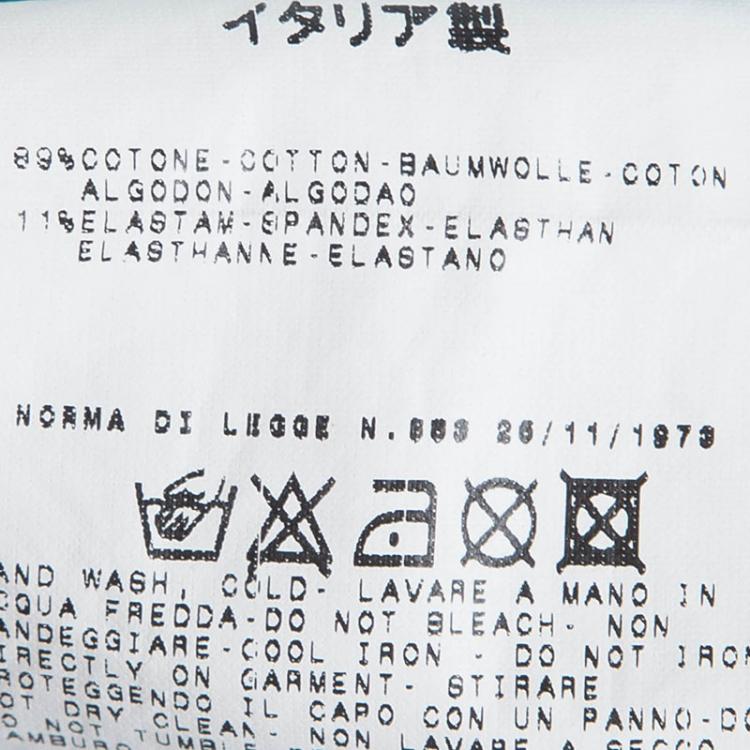 イタリア製
89%COTONE-COTTON-BAUMWOLLE-COTON
ALGODON-ALGODAO
11%ELASTAM-SPANDEX-ELASTHAN
ELASTHANNE-ELASTANO
NORMA DI LEGGE N.883 26/11/1973
AND WASH, COLD- LAVARE A MANO IN
CQUA FREDDA-DO NOT BLEACH- NON
ANDEGGIARE-COOL IRON - DO NOT IRON
IRECTLY ON GARMENT- STIRARE
ROTEGGENDO IL CAPO CON UN PANNO-DO
OT DRY CLEAN- NON LAVARE A SECCO
O NOT TUMBLE